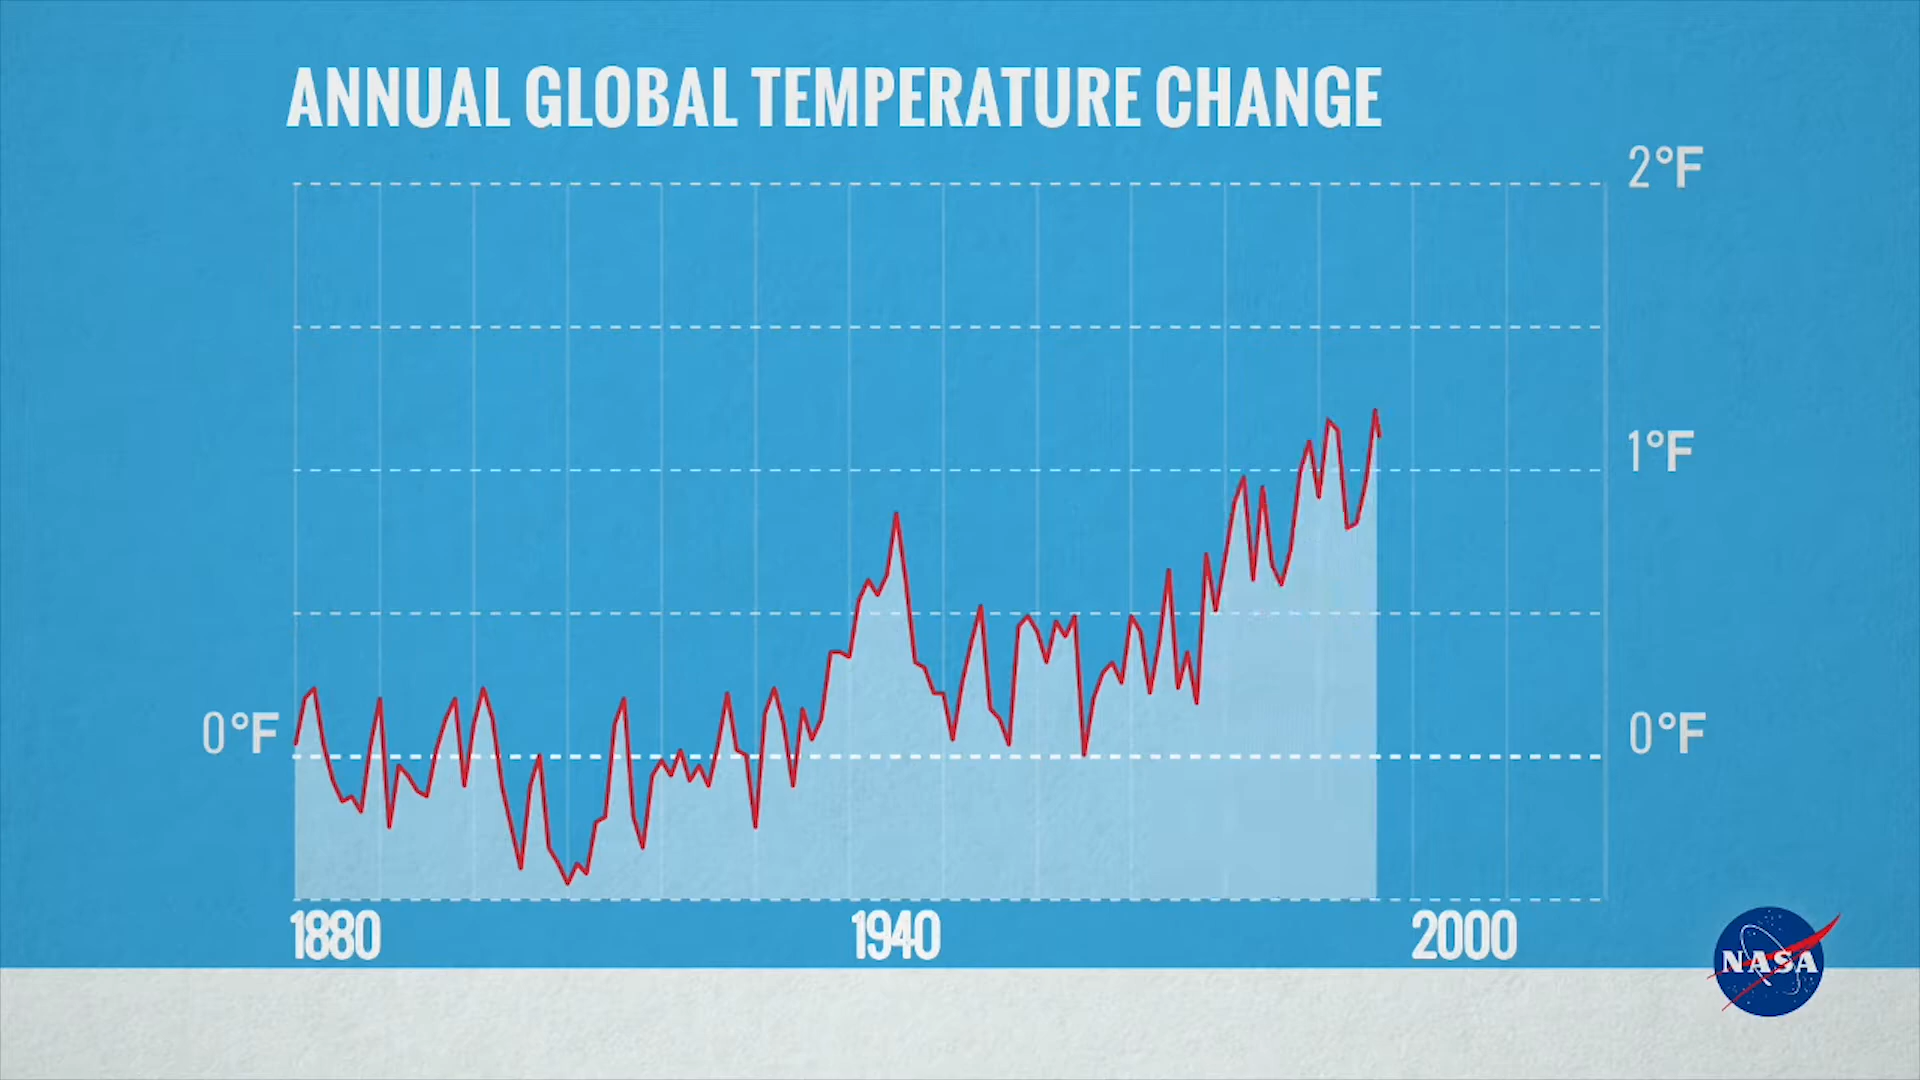 ANNUAL GLOBAL TEMPERATURE CHANGE
2°F
1°F
0°F
0°F
1880
1940
2000
NASA